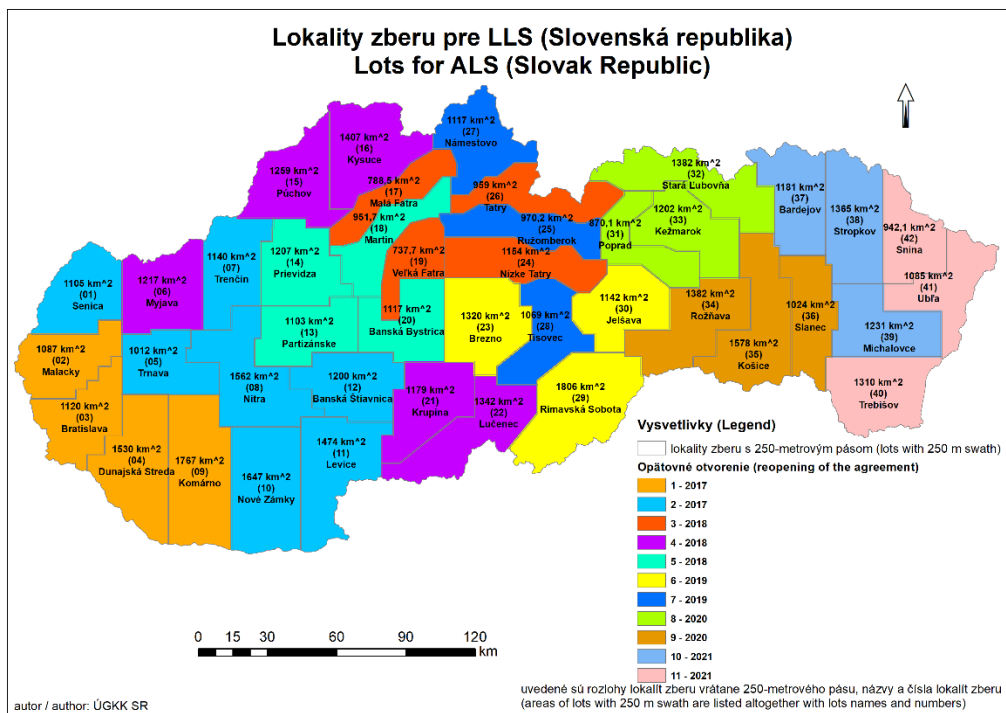 Lokality zberu pre LLS (Slovenská republika)
Lots for ALS (Slovak Republic)
1117 km^2
(27)
Námestovo
1407 km^2
(16)
Kysuce
1259 km^2
(15)
Púchov
788,5 km^2
(17)
Malá Fatra
959 km^2
(26)
Tatry
1382 km^2
(32)
Stará Ľubovňa
1181 km^2
(37)
Bardejov
1365 km^2
(38)
Stropkov
951,7 km^2
(18)
Martin
970,2 km^2
(25)
Ružomberok
870,1 km^2
(31)
Poprad
1202 km^2
(33)
Kežmarok
942,1 km^2
(42)
Snina
1140 km^2
(07)
Trenčín
1207 km^2
(14)
Prievidza
737,7 km^2
(19)
Veľká Fatra
1154 km^2
(24)
Nízke Tatry
1105 km^2
(01)
Senica
1217 km^2
(06)
Myjava
1085 km^2
(41)
Ubľa
1117 km^2
(20)
Banská Bystrica
1320 km^2
(23)
Brezno
1069 km^2
(28)
Tisovec
1142 km^2
(30)
Jelšava
1382 km^2
(34)
Rožňava
1024 km^2
(36)
Slanec
1103 km^2
(13)
Partizánske
1087 km^2
(02)
Malacky
1012 km^2
(05)
Trnava
1231 km^2
(39)
Michalovce
1578 km^2
(35)
Košice
1562 km^2
(08)
Nitra
1200 km^2
(12)
Banská Štiavnica
1179 km^2
(21)
Krupina
1342 km^2
(22)
Lučenec
1806 km^2
(29)
Rimavská Sobota
1310 km^2
(40)
Trebišov
1120 km^2
(03)
Bratislava
1530 km^2
(04)
Dunajská Streda
1767 km^2
(09)
Komárno
1474 km^2
(11)
Levice
1647 km^2
(10)
Nové Zámky
Vysvetlivky (Legend)
lokality zberu s 250-metrovým pásom (lots with 250 m swath)
Opätovné otvorenie (reopening of the agreement)
1 - 2017
2 - 2017
3 - 2018
4 - 2018
5 - 2018
6 - 2019
7 - 2019
8 - 2020
9 - 2020
10 - 2021
11 - 2021
0 15 30 60 90 120
km
uvedené sú rozlohy lokalít zberu vrátane 250-metrového pásu, názvy a čísla lokalít zberu
(areas of lots with 250 m swath are listed altogether with lots names and numbers)
autor / author: ÚGKK SR